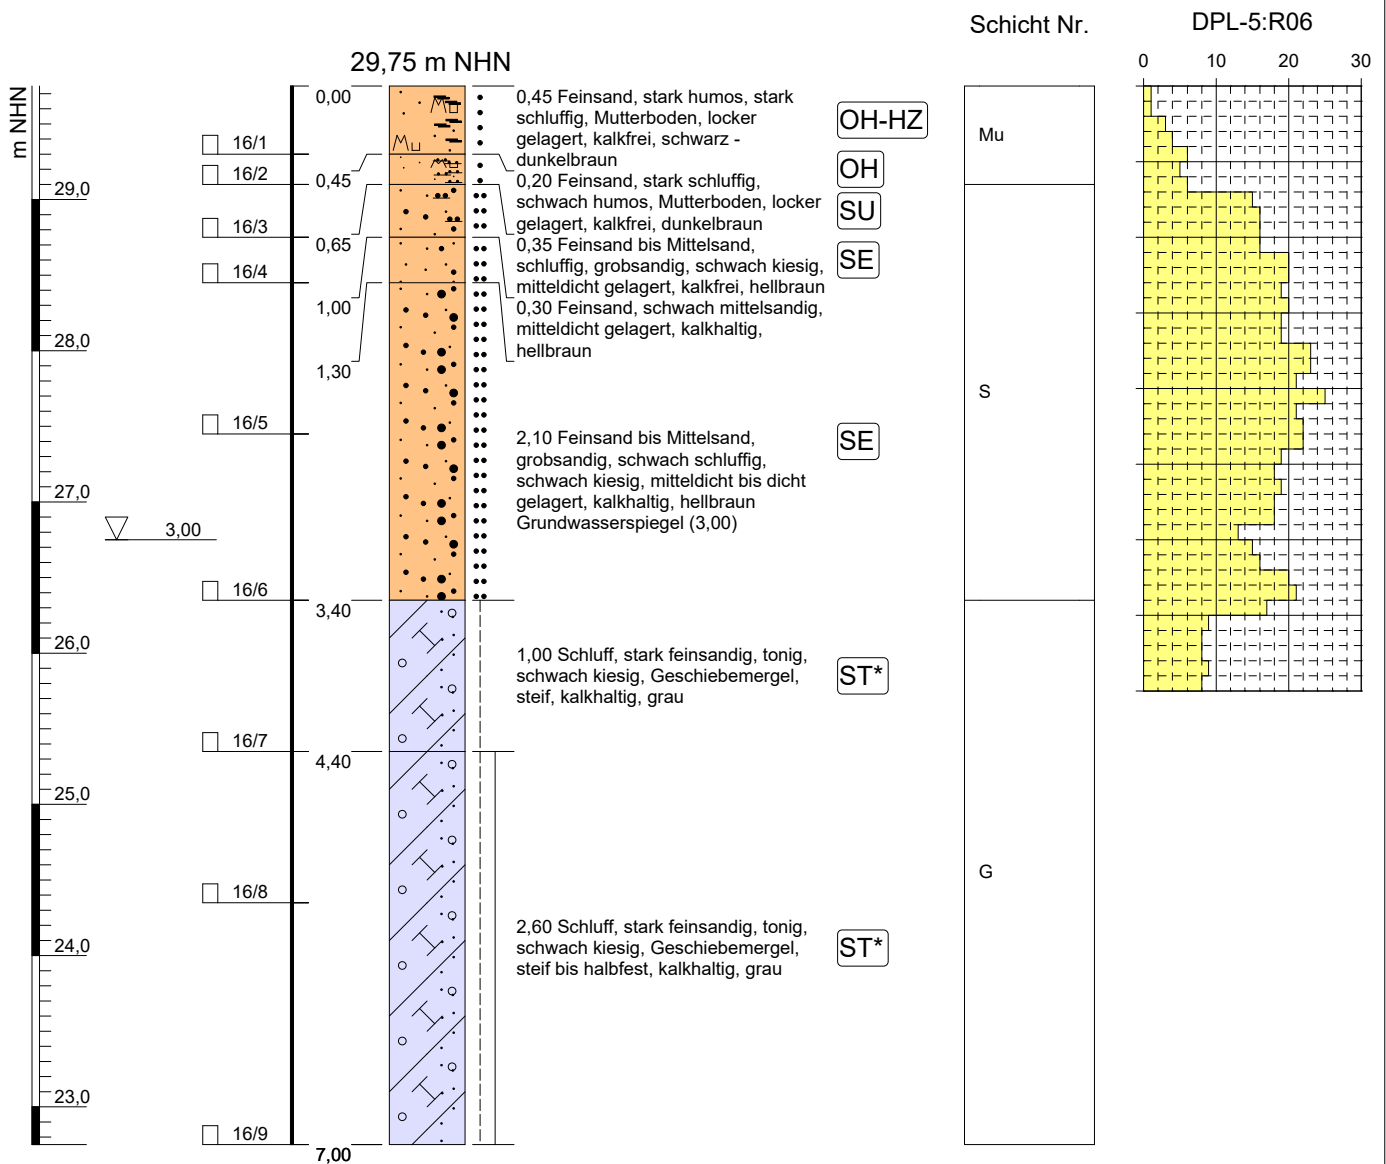 Schicht Nr.
DPL-5:R06
29,75 m NHN
0 10 20 30
m NHN
29,0
28,0
27,0
26,0
25,0
24,0
23,0
3,00
16/1
16/2
16/3
16/4
16/5
16/6
16/7
16/8
16/9
0,00
0,45
0,65
1,00
1,30
3,40
4,40
7,00
0,45 Feinsand, stark humos, stark
schluffig, Mutterboden, locker
gelagert, kalkfrei, schwarz -
dunkelbraun
0,20 Feinsand, stark schluffig,
schwach humos, Mutterboden, locker
gelagert, kalkfrei, dunkelbraun
0,35 Feinsand bis Mittelsand,
schluffig, grobsandig, schwach kiesig,
mitteldicht gelagert, kalkfrei, hellbraun
0,30 Feinsand, schwach mittelsandig,
mitteldicht gelagert, kalkhaltig,
hellbraun
2,10 Feinsand bis Mittelsand,
grobsandig, schwach schluffig,
schwach kiesig, mitteldicht bis dicht
gelagert, kalkhaltig, hellbraun
Grundwasserspiegel (3,00)
1,00 Schluff, stark feinsandig, tonig,
schwach kiesig, Geschiebemergel,
steif, kalkhaltig, grau
2,60 Schluff, stark feinsandig, tonig,
schwach kiesig, Geschiebemergel,
steif bis halbfest, kalkhaltig, grau
OH-HZ
OH
SU
SE
SE
ST*
ST*
Mu
S
G
Mu
Mu
Mu